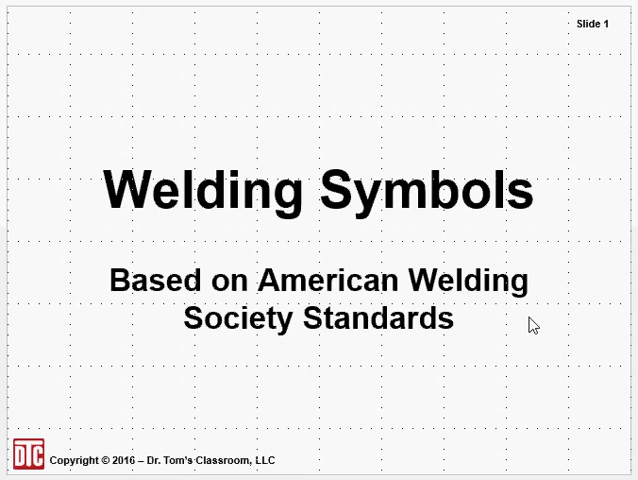 Slide 1
Welding Symbols
Based on American Welding
Society Standards
DTC
Copyright © 2016 – Dr. Tom's Classroom, LLC